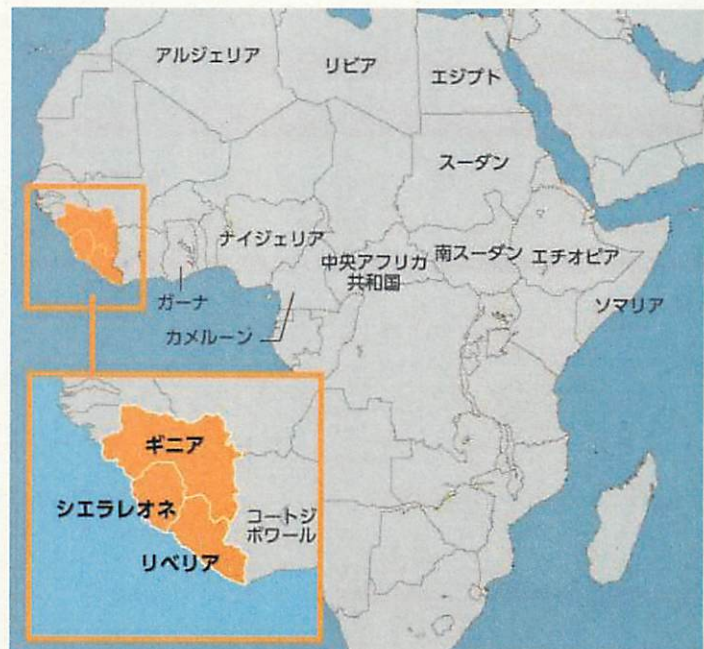 アルジェリア
リビア
エジプト
スーダン
ナイジェリア
中央アフリカ
共和国
南スーダン
エチオピア
ガーナ
ソマリア
カメルーン
ギニア
シエラレオネ
コートジ
ボワール
リベリア